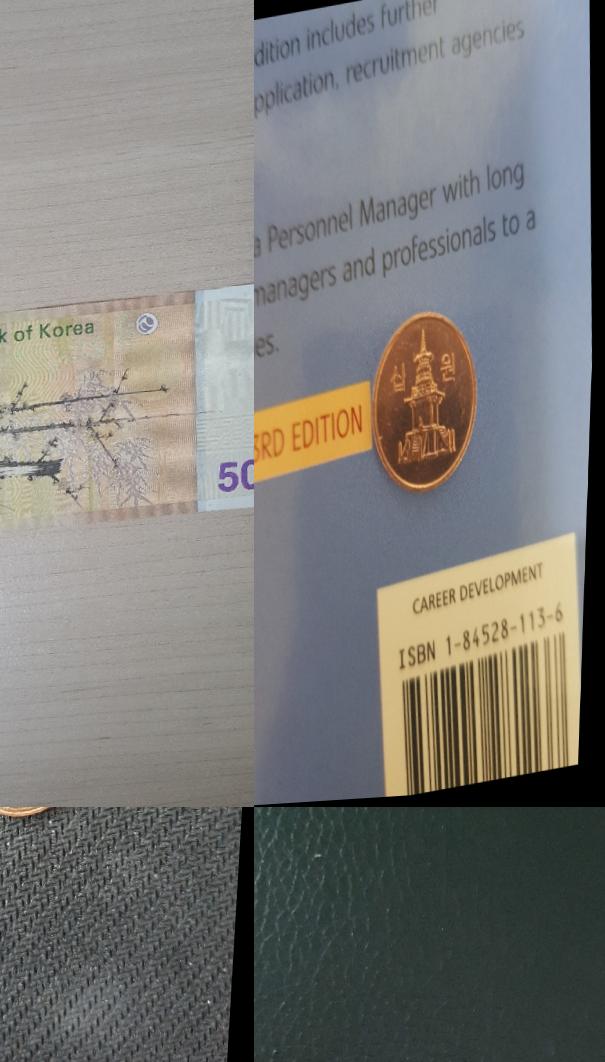 k of Korea
50
dition includes further
pplication, recruitment agencies
a Personnel Manager with long
managers and professionals to a
es.
십 원
3RD EDITION
CAREER DEVELOPMENT
ISBN 1-84528-113-6